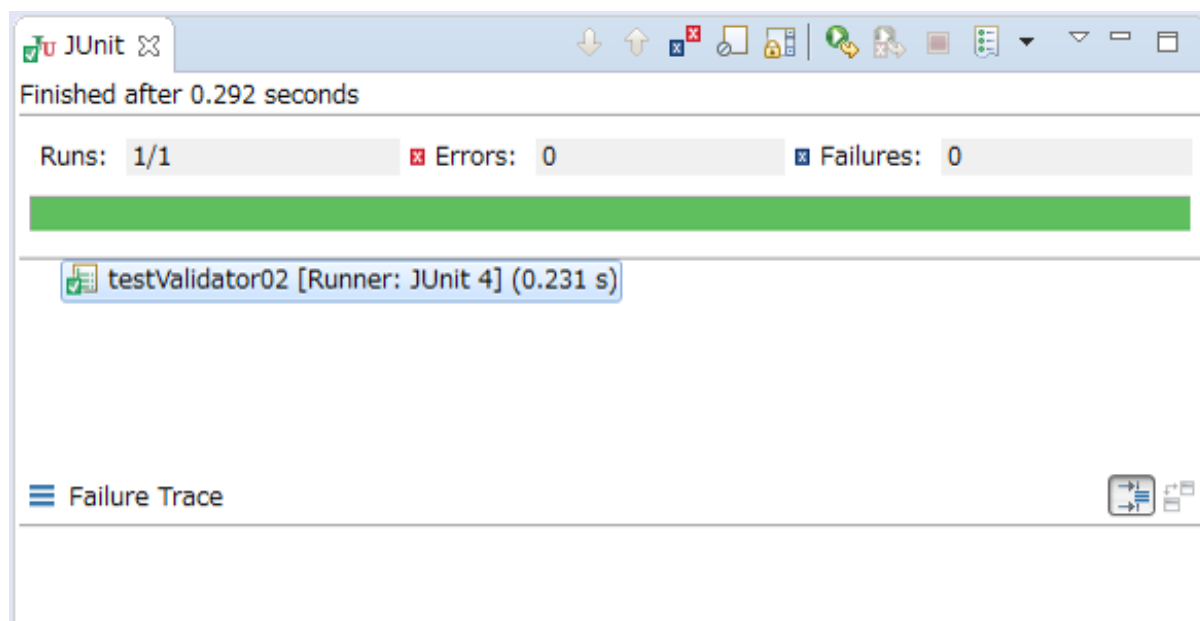 JUnit
Finished after 0.292 seconds
Runs: 1/1 Errors: 0 Failures: 0
testValidator02 [Runner: JUnit 4] (0.231 s)
Failure Trace